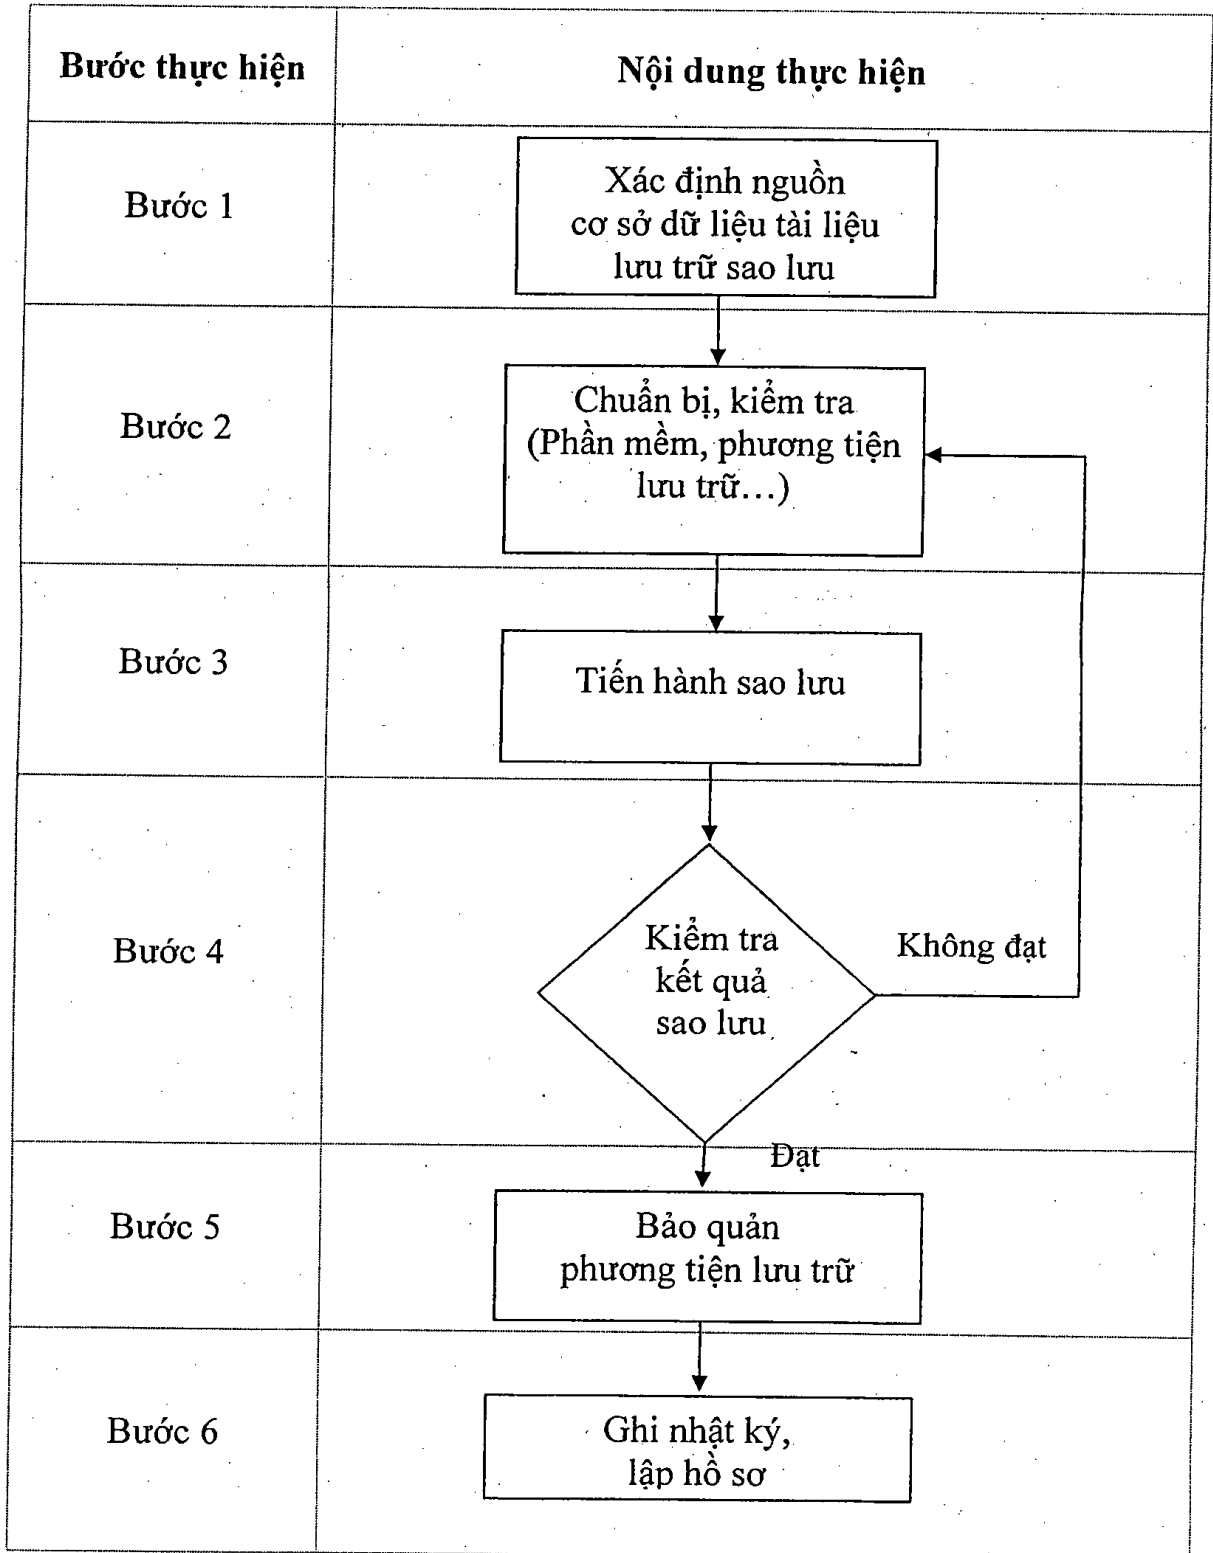 Bước thực hiện
Nội dung thực hiện
Bước 1
Xác định nguồn
cơ sở dữ liệu tài liệu
lưu trữ sao lưu
Bước 2
Chuẩn bị, kiểm tra
(Phần mềm, phương tiện
lưu trữ...)
Bước 3
Tiến hành sao lưu
Bước 4
Kiểm tra
kết quả
sao lưu
Không đạt
Đạt
Bước 5
Bảo quản
phương tiện lưu trữ
Bước 6
Ghi nhật ký,
lập hồ sơ